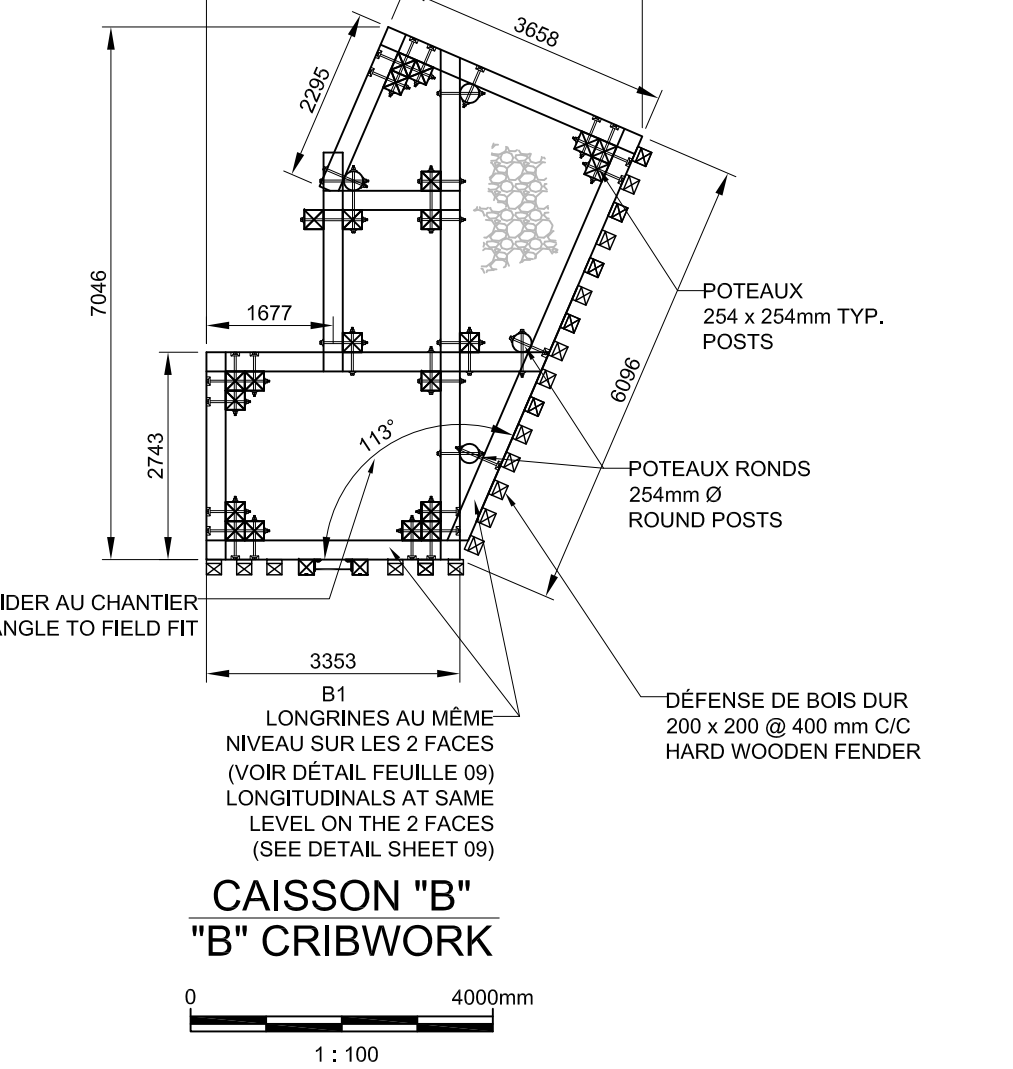 3658
2295
7046
1677
POTEAUX
254 x 254mm TYP.
POSTS
6096
2743
113°
POTEAUX RONDS
254mm Ø
ROUND POSTS
IDER AU CHANTIER
ANGLE TO FIELD FIT
3353
B1
LONGRINES AU MÊME
NIVEAU SUR LES 2 FACES
(VOIR DÉTAIL FEUILLE 09)
LONGITUDINALS AT SAME
LEVEL ON THE 2 FACES
(SEE DETAIL SHEET 09)
DÉFENSE DE BOIS DUR
200 x 200 @ 400 mm C/C
HARD WOODEN FENDER
CAISSON "B"
"B" CRIBWORK
0 4000mm
1 : 100